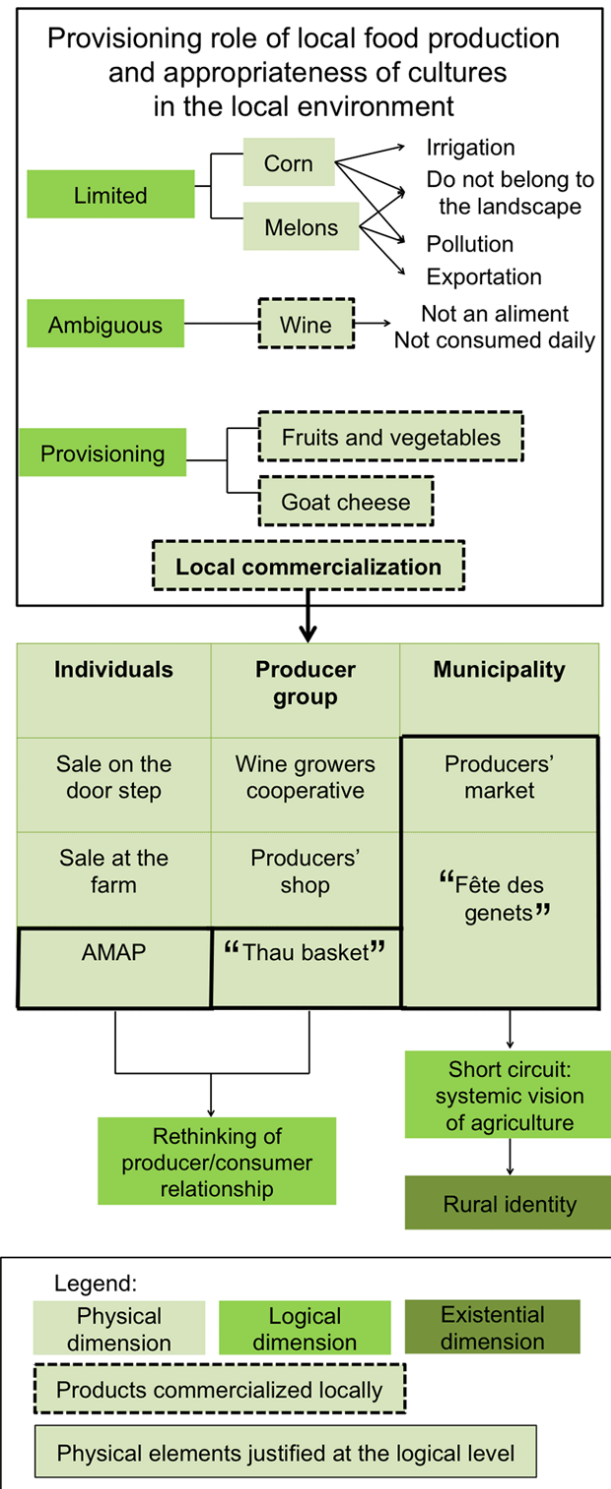 Provisioning role of local food production
and appropriateness of cultures
in the local environment
Limited
Corn
Melons
Irrigation
Do not belong to
the landscape
Pollution
Exportation
Ambiguous
Wine
Not an aliment
Not consumed daily
Provisioning
Fruits and vegetables
Goat cheese
Local commercialization
Individuals
Producer
group
Municipality
Sale on the
door step
Wine growers
cooperative
Producers’
market
Sale at the
farm
Producers’
shop
“Fête des
genets”
AMAP
“Thau basket”
Rethinking of
producer/consumer
relationship
Short circuit:
systemic vision
of agriculture
Rural identity
Legend:
Physical
dimension
Logical
dimension
Existential
dimension
Products commercialized locally
Physical elements justified at the logical level